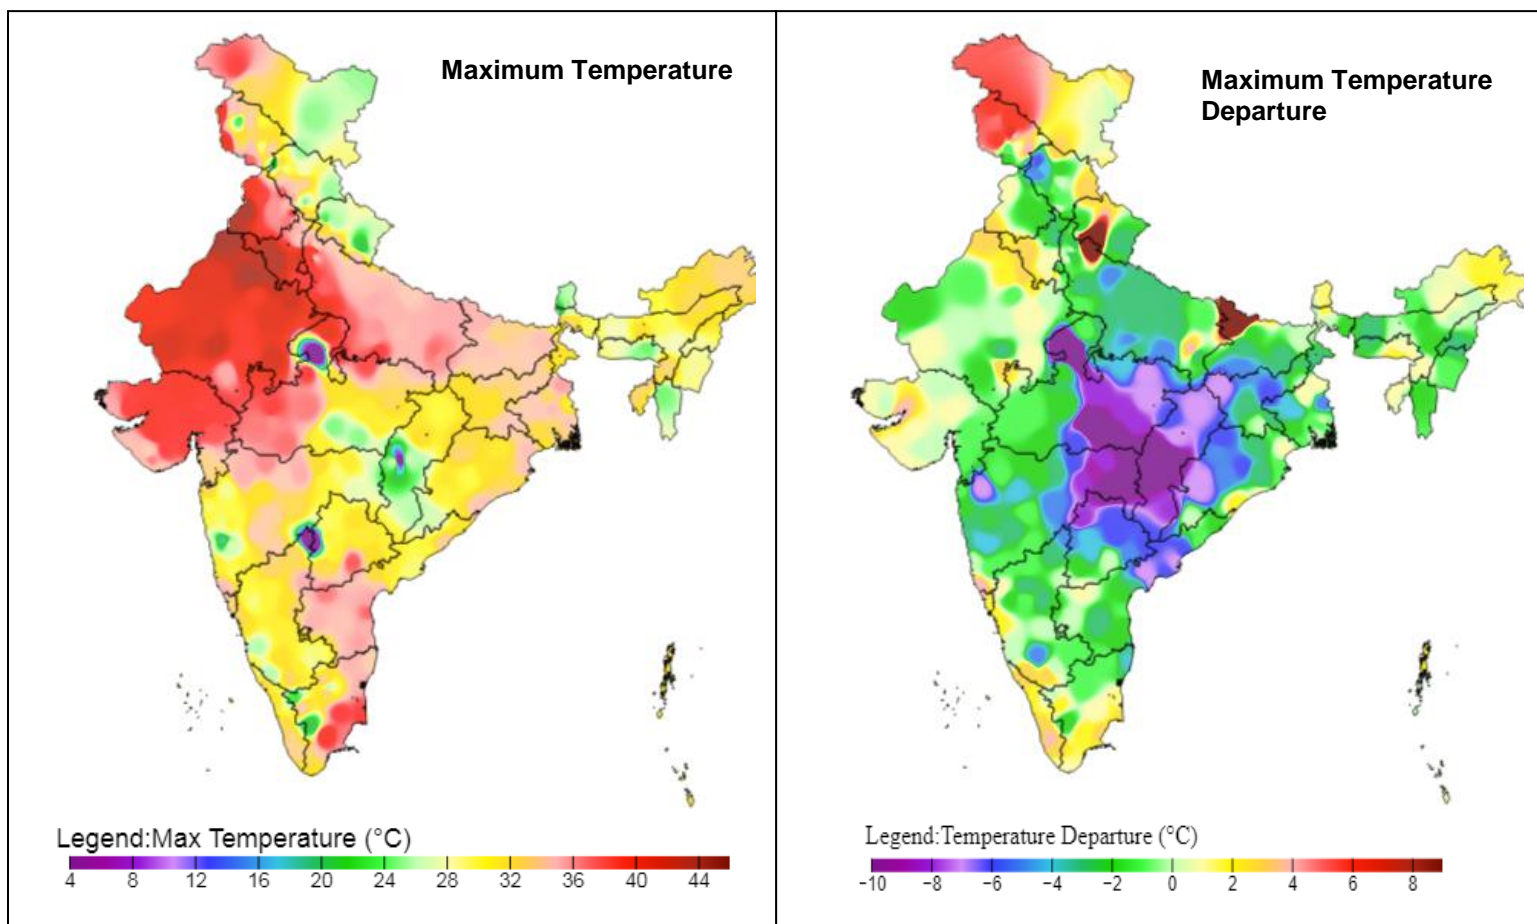 Maximum Temperature
Legend:Max Temperature (°C)
4 8 12 16 20 24 28 32 36 40 44
Maximum Temperature
Departure
Legend:Temperature Departure (°C)
−10 −8 −6 −4 −2 0 2 4 6 8